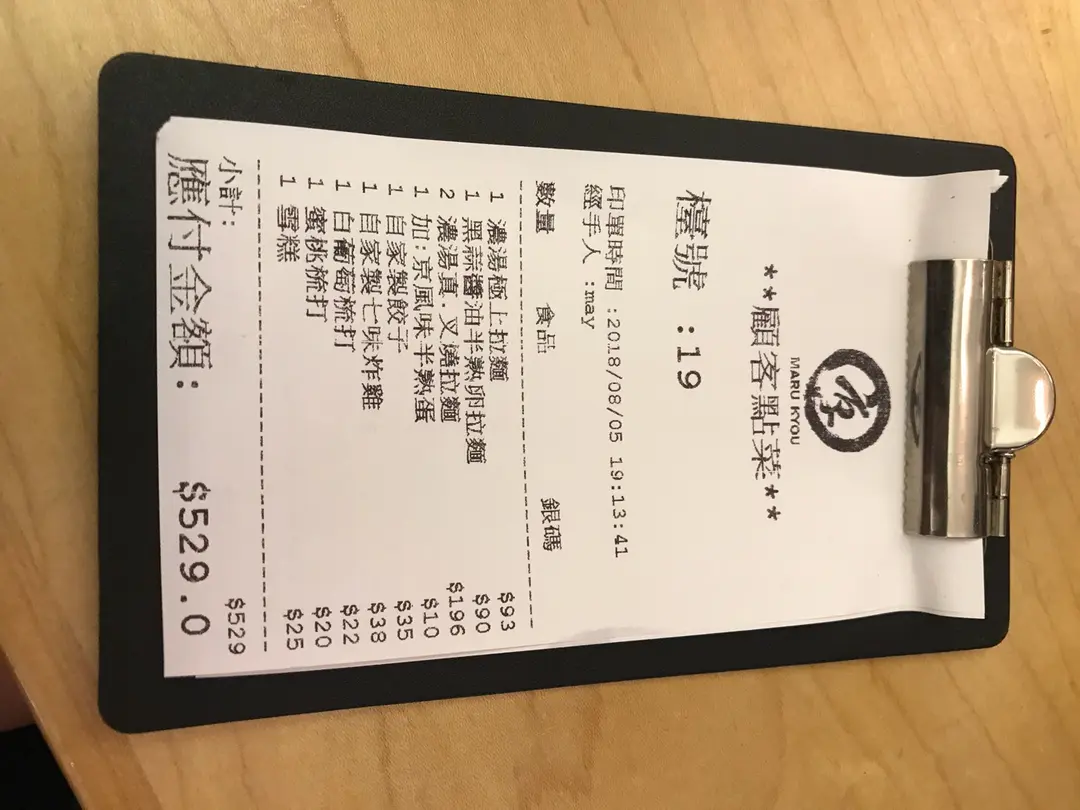 MARU KYOU
**顧客點菜**
檯號 :19
印單時間 :2018/08/05 19:13:41
經手人 :may
數量 食品 銀碼
1 濃湯極上拉麵 $93
1 黑蒜醬油半熟卵拉麵 $90
2 濃湯真.叉燒拉麵 $196
1 加:京風味半熟蛋 $10
1 自家製餃子 $35
1 自家製七味炸雞 $38
1 白葡萄梳打 $22
1 蜜桃梳打 $20
1 雪糕 $25
小計: $529
應付金額: $529.0